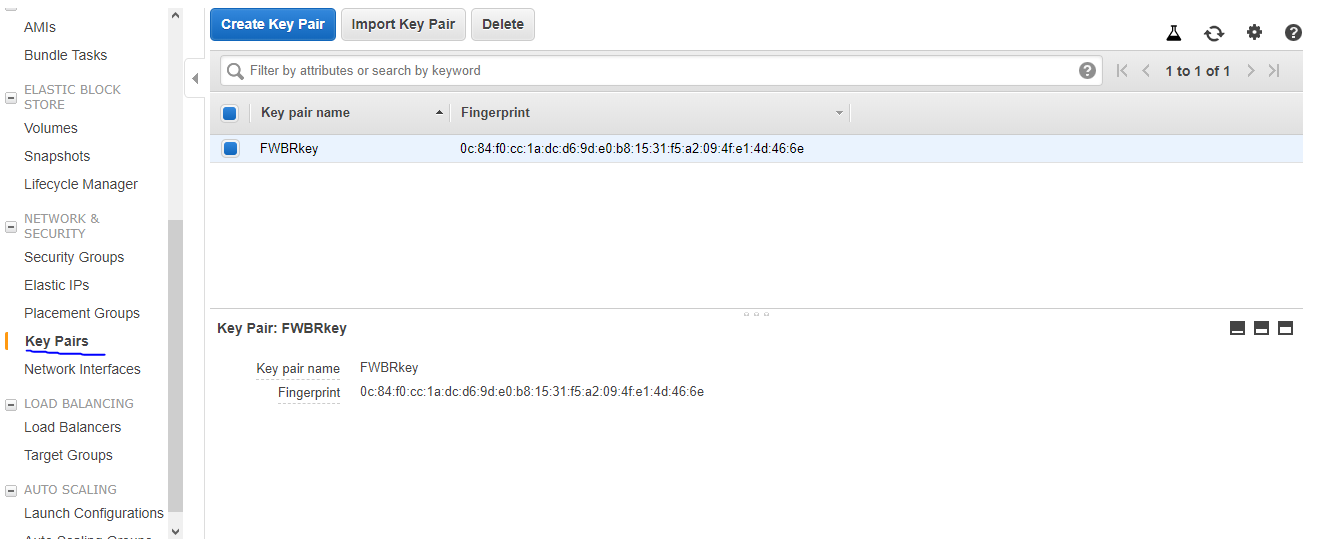 AMIs
Bundle Tasks
ELASTIC BLOCK
STORE
Volumes
Snapshots
Lifecycle Manager
NETWORK &
SECURITY
Security Groups
Elastic IPs
Placement Groups
Key Pairs
Network Interfaces
LOAD BALANCING
Load Balancers
Target Groups
AUTO SCALING
Launch Configurations
Auto Scaling Groups
Create Key Pair Import Key Pair Delete
Filter by attributes or search by keyword
1 to 1 of 1
Key pair name Fingerprint
FWBRkey 0c:84:f0:cc:1a:dc:d6:9d:e0:b8:15:31:f5:a2:09:4f:e1:4d:46:6e
Key Pair: FWBRkey
Key pair name FWBRkey
Fingerprint 0c:84:f0:cc:1a:dc:d6:9d:e0:b8:15:31:f5:a2:09:4f:e1:4d:46:6e